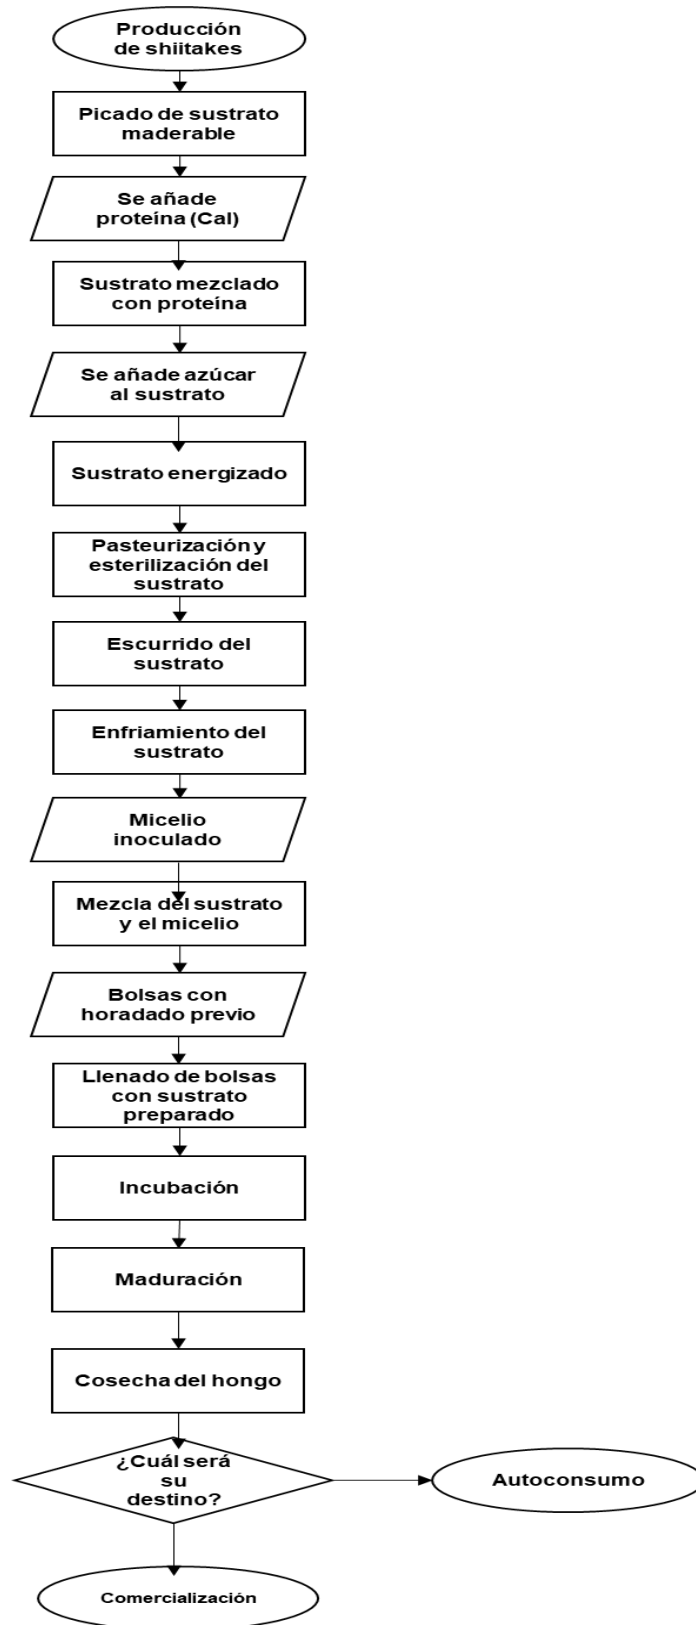 Producción
de shiitakes
Picado de sustrato
maderable
Se añade
proteína (Cal)
Sustrato mezclado
con proteína
Se añade azúcar
al sustrato
Sustrato energizado
Pasteurización y
esterilización del
sustrato
Escurrido del
sustrato
Enfriamiento del
sustrato
Micelio
inoculado
Mezcla del sustrato
y el micelio
Bolsas con
horadado previo
Llenado de bolsas
con sustrato
preparado
Incubación
Maduración
Cosecha del hongo
¿Cuál será
su
destino?
Autoconsumo
Comercialización